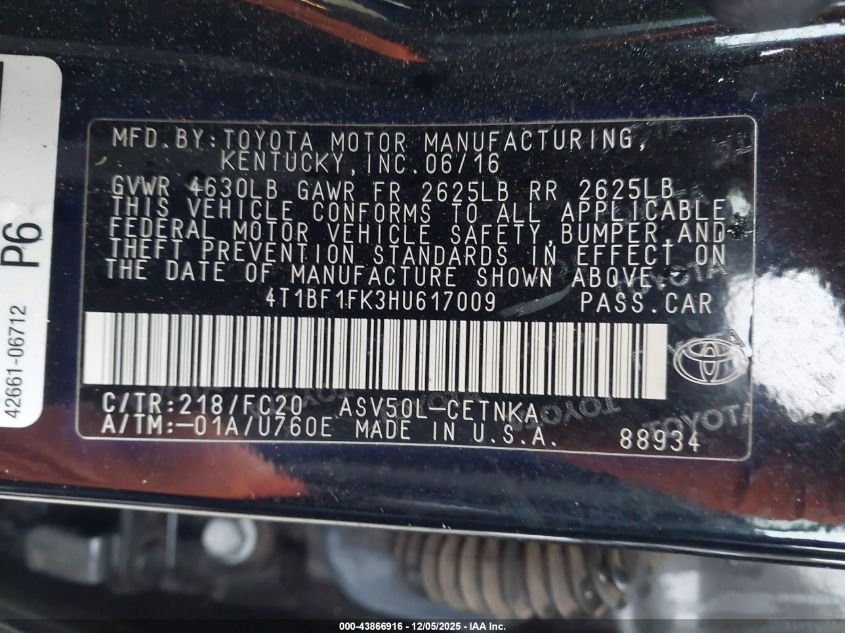 MFD.BY:TOYOTA MOTOR MANUFACTURING,
KENTUCKY,INC.06/16
GVWR 4630LB GAWR FR 2625LB RR 2625LB
THIS VEHICLE CONFORMS TO ALL APPLICABLE
FEDERAL MOTOR VEHICLE SAFETY,BUMPER,AND
THEFT PREVENTION STANDARDS IN EFFECT ON
THE DATE OF MANUFACTURE SHOWN ABOVE.
4T1BF1FK3HU617009 PASS.CAR
C/TR:218/FC20 ASV50L-CETNKA
A/TM:-01A/U760E MADE IN U.S.A. 88934
P6
42661-06712
TOYOTA
TOYOTA
TOYOTA
000-43866916 - 12/05/2025 - IAA Inc.